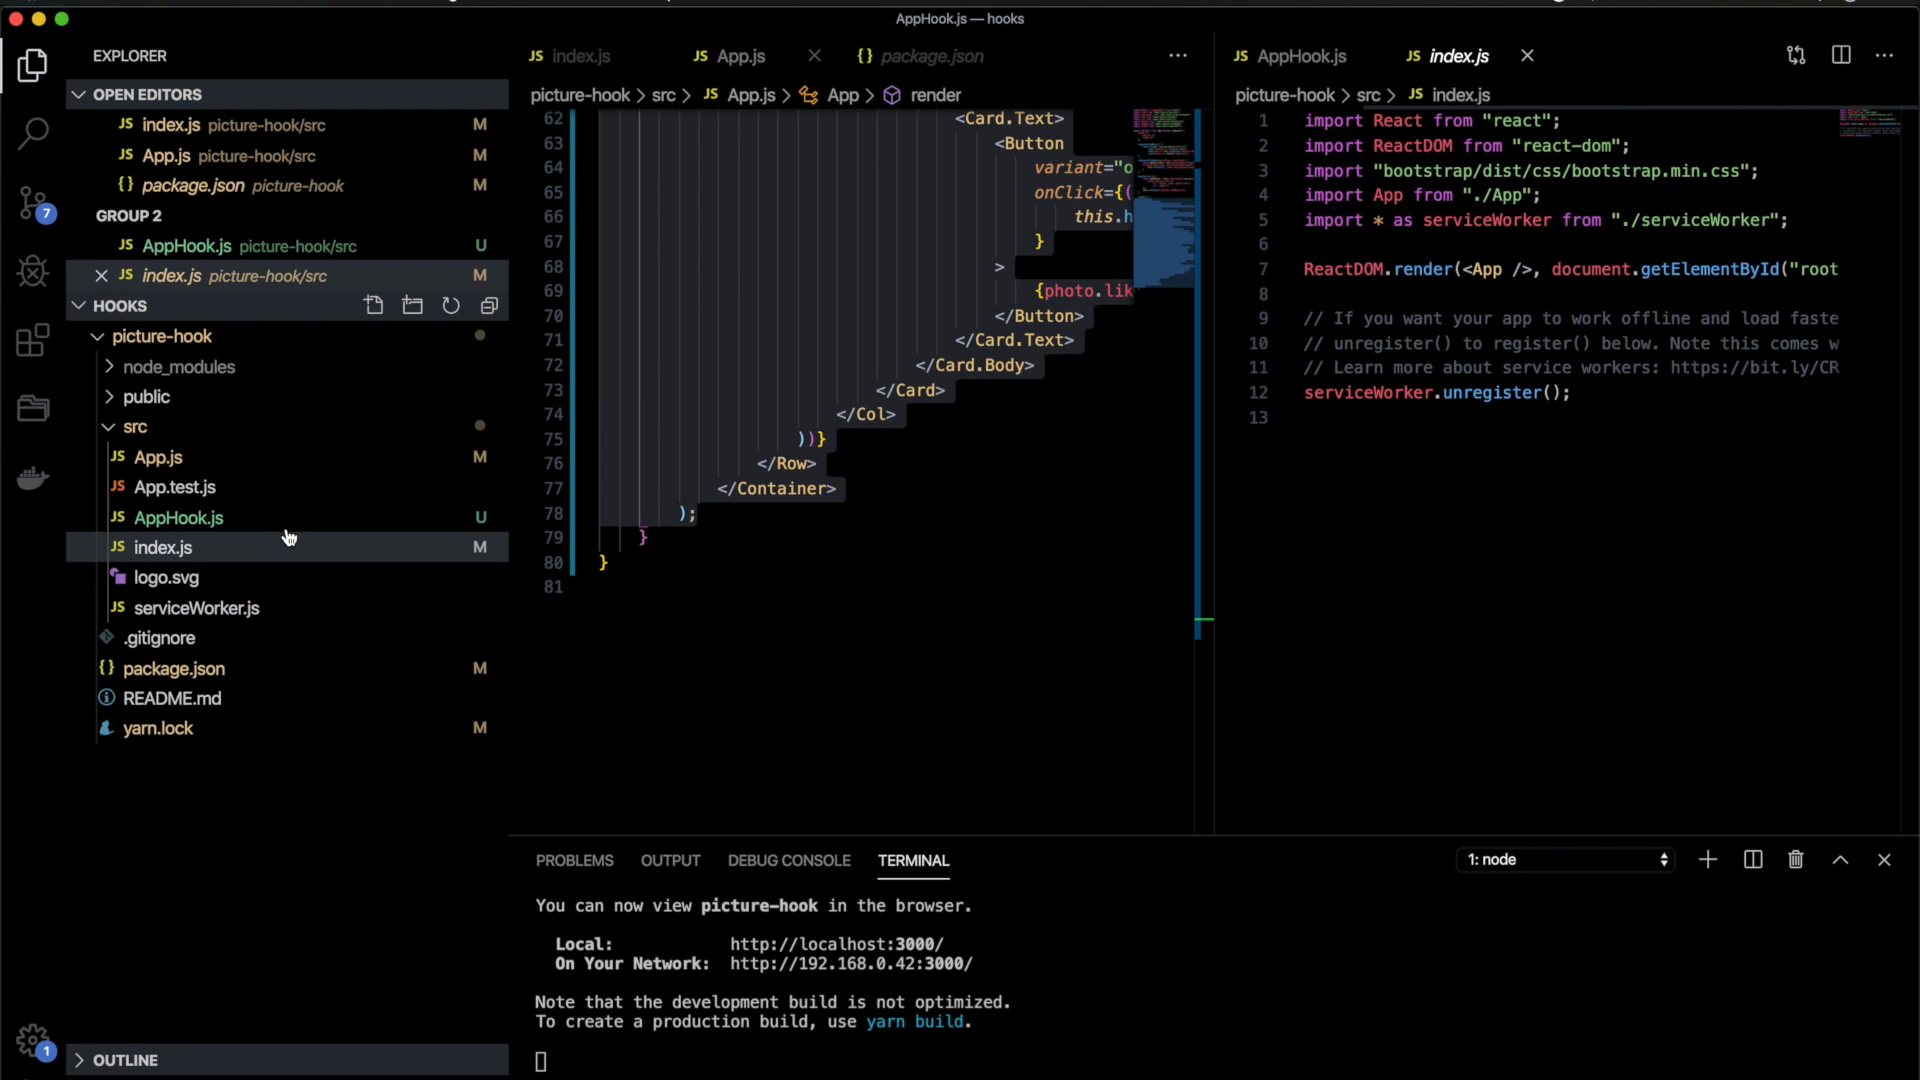 AppHook.js — hooks
EXPLORER
OPEN EDITORS
JS index.js picture-hook/src M
JS App.js picture-hook/src M
{} package.json picture-hook M
GROUP 2
JS AppHook.js picture-hook/src U
JS index.js picture-hook/src M
HOOKS
picture-hook
node_modules
public
src
JS App.js M
JS App.test.js
JS AppHook.js U
JS index.js M
logo.svg
JS serviceWorker.js
.gitignore
{} package.json M
README.md
yarn.lock M
OUTLINE
7
1
JS index.js JS App.js {} package.json
picture-hook > src > JS App.js > App > render
62 <Card.Text>
63 <Button
64 variant="o
65 onClick={(
66 this.h
67 }
68 >
69 {photo.lik
70 </Button>
71 </Card.Text>
72 </Card.Body>
73 </Card>
74 </Col>
75 ))}
76 </Row>
77 </Container>
78 );
79 }
80 }
81
JS AppHook.js JS index.js
picture-hook > src > JS index.js
1 import React from "react";
2 import ReactDOM from "react-dom";
3 import "bootstrap/dist/css/bootstrap.min.css";
4 import App from "./App";
5 import * as serviceWorker from "./serviceWorker";
6
7 ReactDOM.render(<App />, document.getElementById("root
8
9 // If you want your app to work offline and load faste
10 // unregister() to register() below. Note this comes w
11 // Learn more about service workers: https://bit.ly/CR
12 serviceWorker.unregister();
13
PROBLEMS OUTPUT DEBUG CONSOLE TERMINAL
1: node
You can now view picture-hook in the browser.
Local: http://localhost:3000/
On Your Network: http://192.168.0.42:3000/
Note that the development build is not optimized.
To create a production build, use yarn build.